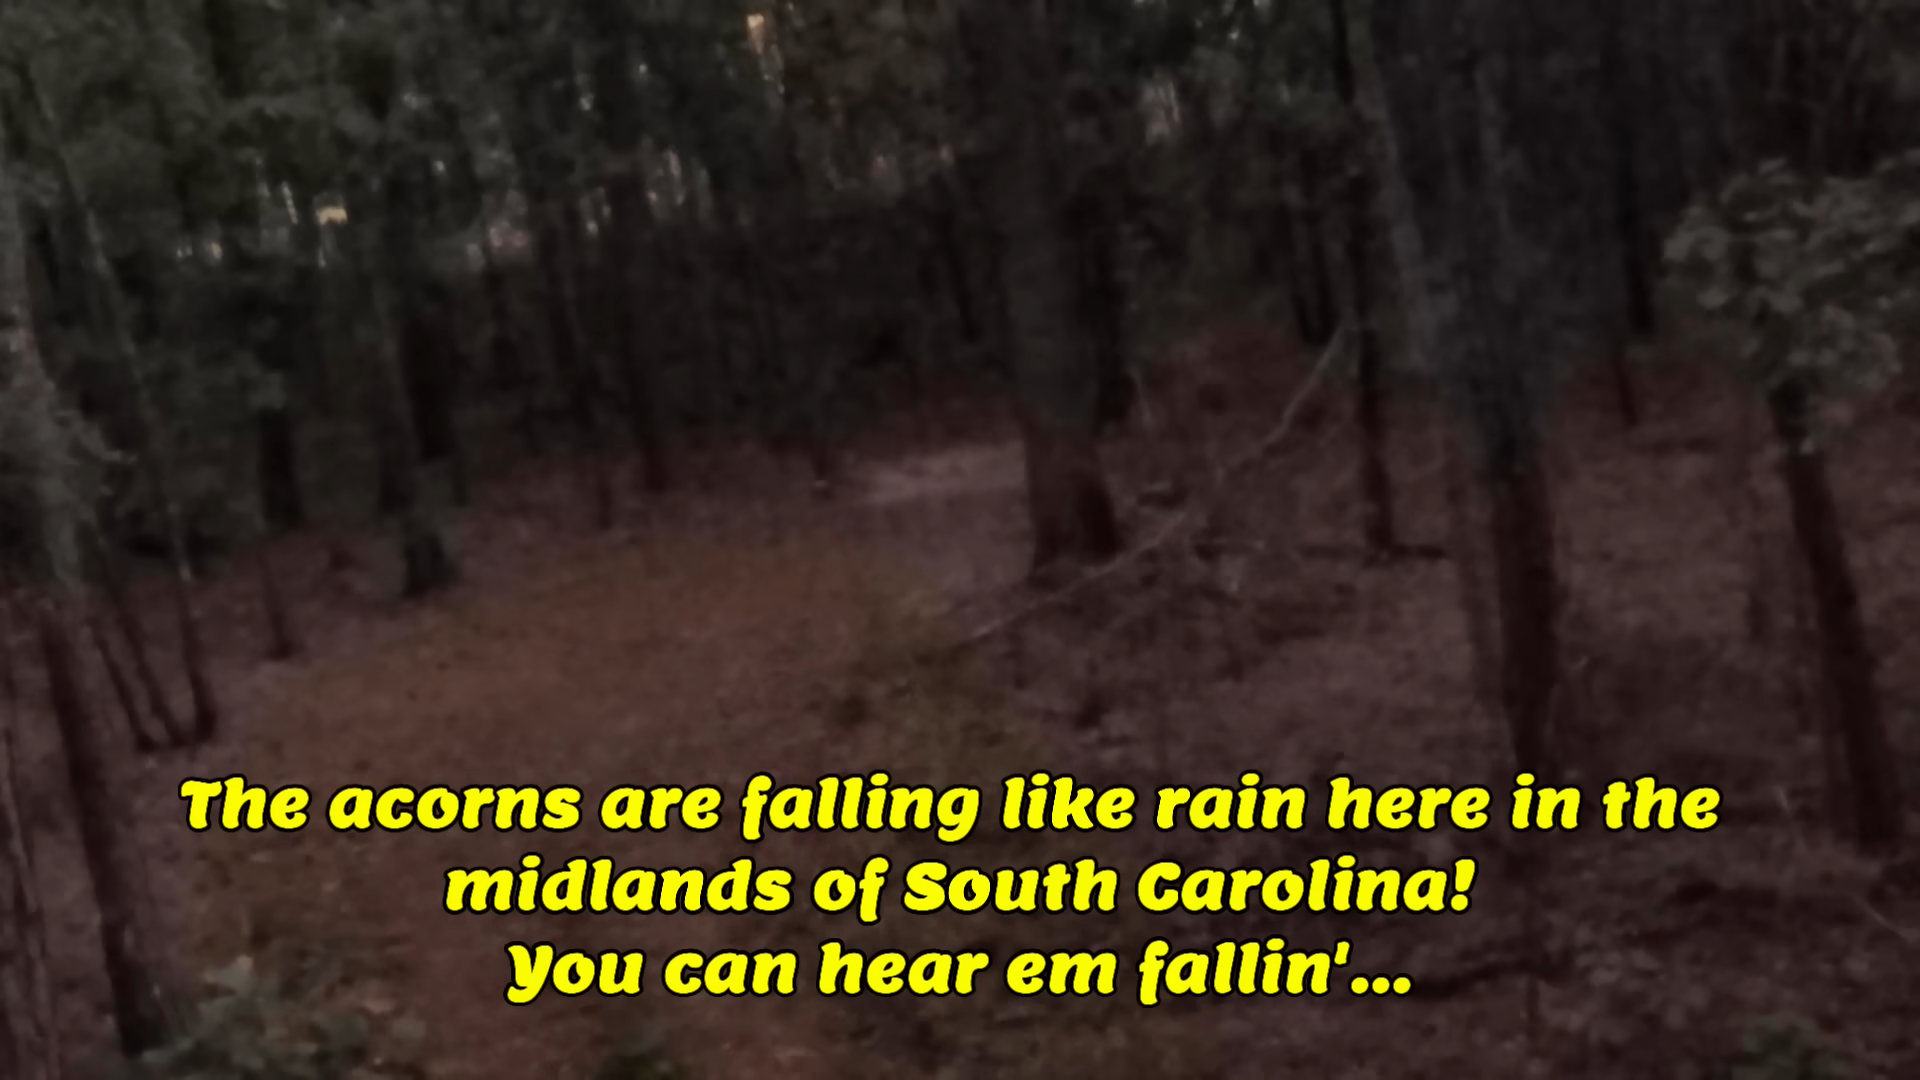 The acorns are falling like rain here in the
midlands of South Carolina!
You can hear em fallin'...